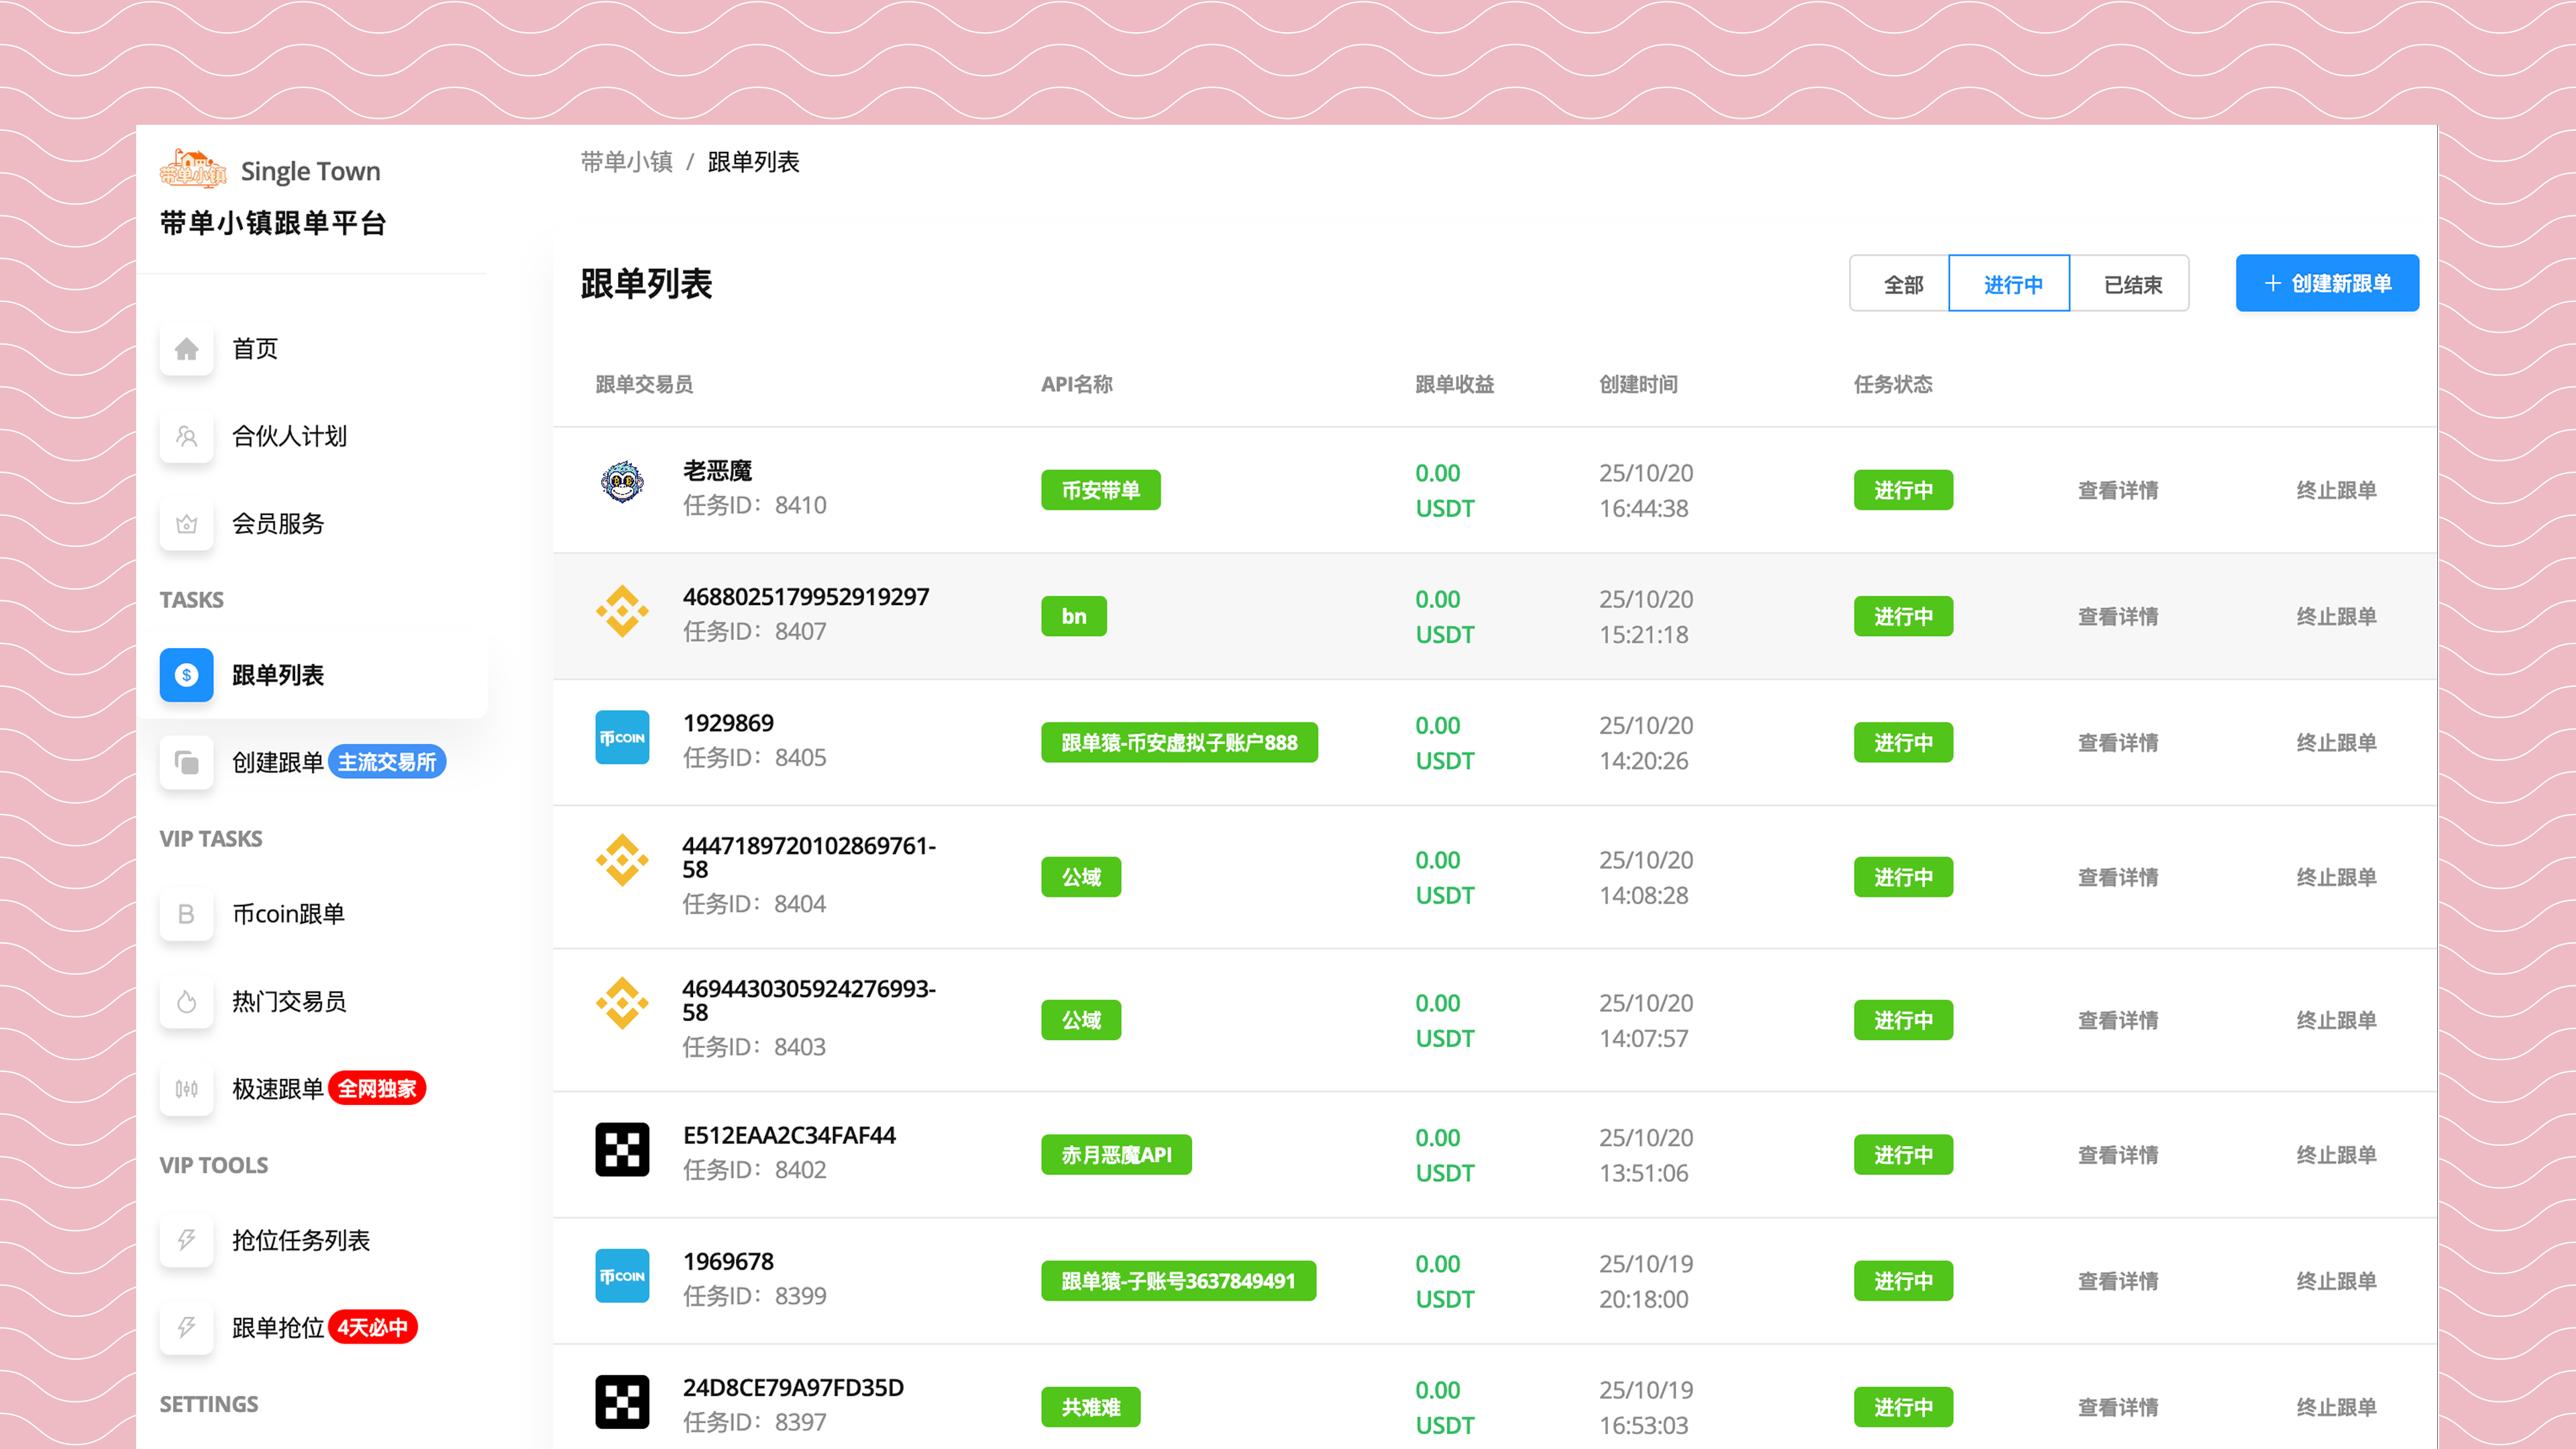 带单小镇
Single Town
带单小镇跟单平台
首页
合伙人计划
会员服务
TASKS
跟单列表
创建跟单 主流交易所
VIP TASKS
B 币coin跟单
热门交易员
极速跟单 全网独家
VIP TOOLS
抢位任务列表
跟单抢位 4天必中
SETTINGS
带单小镇 / 跟单列表
跟单列表
全部 进行中 已结束 + 创建新跟单
跟单交易员 API名称 跟单收益 创建时间 任务状态
老恶魔
任务ID：8410
币安带单
0.00
USDT
25/10/20
16:44:38
进行中 查看详情 终止跟单
4688025179952919297
任务ID：8407
bn
0.00
USDT
25/10/20
15:21:18
进行中 查看详情 终止跟单
币COIN
1929869
任务ID：8405
跟单猿-币安虚拟子账户888
0.00
USDT
25/10/20
14:20:26
进行中 查看详情 终止跟单
4447189720102869761-
58
任务ID：8404
公域
0.00
USDT
25/10/20
14:08:28
进行中 查看详情 终止跟单
4694430305924276993-
58
任务ID：8403
公域
0.00
USDT
25/10/20
14:07:57
进行中 查看详情 终止跟单
E512EAA2C34FAF44
任务ID：8402
赤月恶魔API
0.00
USDT
25/10/20
13:51:06
进行中 查看详情 终止跟单
币COIN
1969678
任务ID：8399
跟单猿-子账号3637849491
0.00
USDT
25/10/19
20:18:00
进行中 查看详情 终止跟单
24D8CE79A97FD35D
任务ID：8397
共难难
0.00
USDT
25/10/19
16:53:03
进行中 查看详情 终止跟单